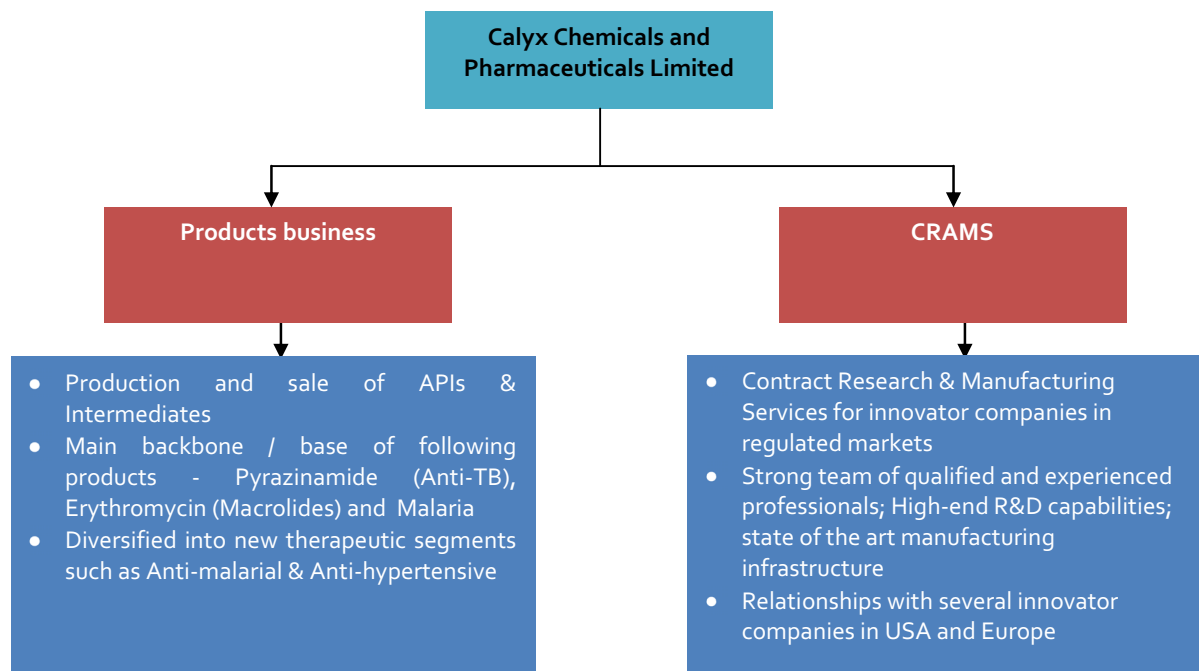 Calyx Chemicals and
Pharmaceuticals Limited
Products business
CRAMS
● Production and sale of APIs &
Intermediates
● Main backbone / base of following
products - Pyrazinamide (Anti-TB),
Erythromycin (Macrolides) and Malaria
● Diversified into new therapeutic segments
such as Anti-malarial & Anti-hypertensive
● Contract Research & Manufacturing
Services for innovator companies in
regulated markets
● Strong team of qualified and experienced
professionals; High-end R&D capabilities;
state of the art manufacturing
infrastructure
● Relationships with several innovator
companies in USA and Europe